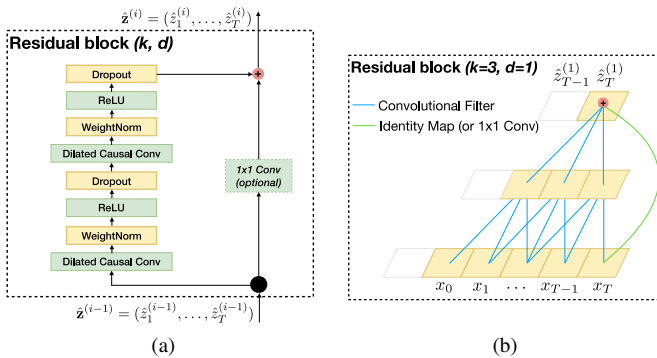 ẑ^(i) = (ẑ_1^(i), . . . , ẑ_T^(i))
Residual block (k, d)
Dropout
+
ReLU
WeightNorm
Dilated Causal Conv
Dropout
1x1 Conv
(optional)
ReLU
WeightNorm
Dilated Causal Conv
ẑ^(i−1) = (ẑ_1^(i−1), . . . , ẑ_T^(i−1))
(a)
Residual block (k=3, d=1)
ẑ_{T−1}^(1) ẑ_T^(1)
+
Convolutional Filter
Identity Map (or 1x1 Conv)
x_0 x_1 . . . x_{T−1} x_T
(b)